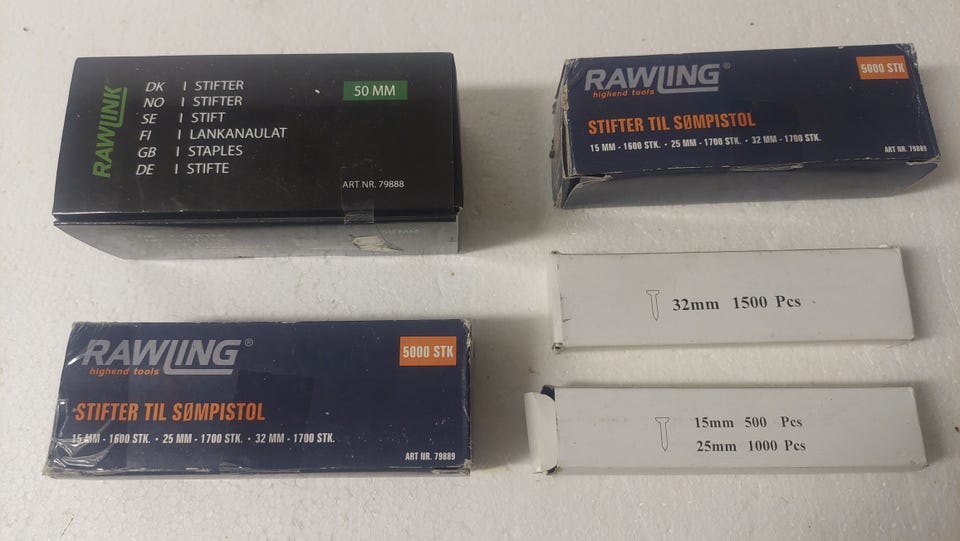 RAWLINK
DK I STIFTER
NO I STIFTER
SE I STIFT
FI I LANKANAULAT
GB I STAPLES
DE I STIFTE
50 MM
ART NR. 79888
50 MM
RAWLING®
highend tools
5000 STK
STIFTER TIL SØMPISTOL
15 MM - 1600 STK. • 25 MM - 1700 STK. • 32 MM - 1700 STK.
ART NR. 79889
32mm 1500 Pcs
RAWLING®
highend tools
5000 STK
STIFTER TIL SØMPISTOL
15 MM - 1600 STK. • 25 MM - 1700 STK. • 32 MM - 1700 STK.
ART NR. 79889
15mm 500 Pcs
25mm 1000 Pcs